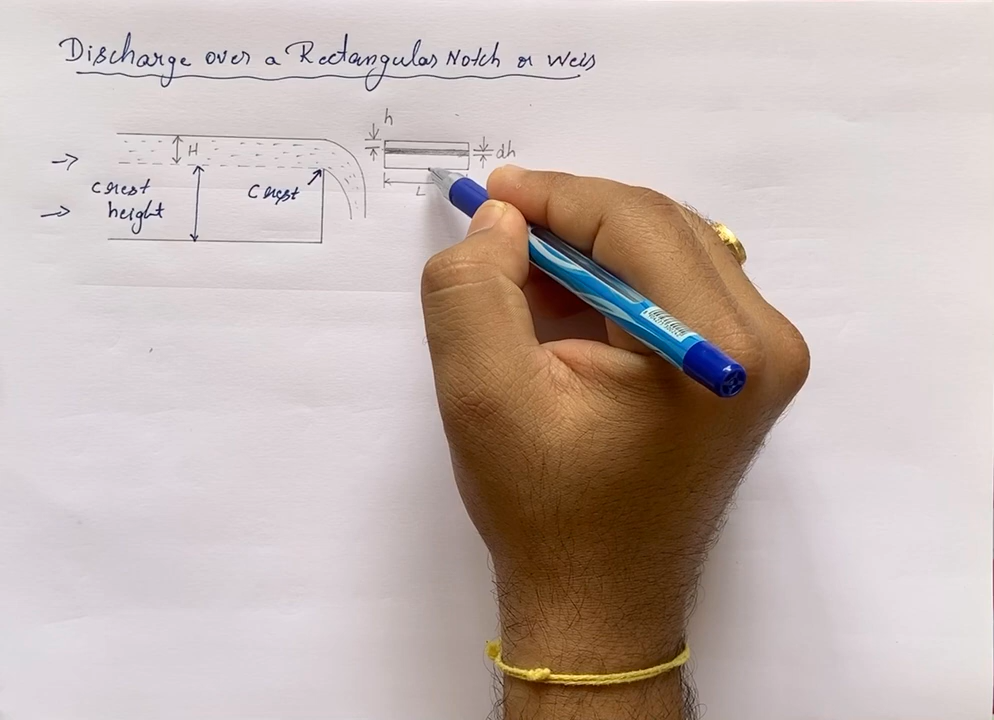 Discharge over a Rectangular Notch or Weir
h
H
dh
crest
height
Crest
L